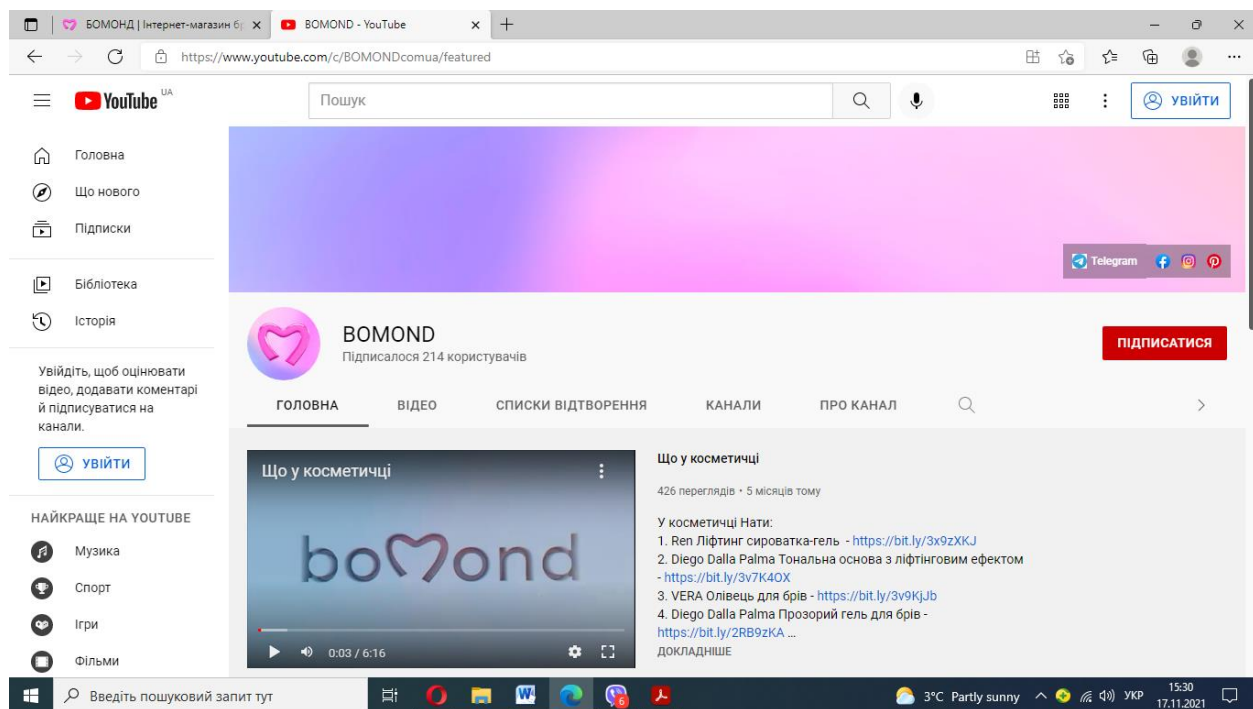 БОМОНД | Інтернет-магазин бр
BOMOND - YouTube
https://www.youtube.com/c/BOMONDcomua/featured
YouTube UA
Пошук
УВІЙТИ
Головна
Що нового
Підписки
Бібліотека
Історія
Увійдіть, щоб оцінювати
відео, додавати коментарі
й підписуватися на
канали.
УВІЙТИ
НАЙКРАЩЕ НА YOUTUBE
Музика
Спорт
Ігри
Фільми
Telegram
BOMOND
Підписалося 214 користувачів
ПІДПИСАТИСЯ
ГОЛОВНА
ВІДЕО
СПИСКИ ВІДТВОРЕННЯ
КАНАЛИ
ПРО КАНАЛ
Що у косметичці
bomond
0:03 / 6:16
Що у косметичці
426 переглядів • 5 місяців тому
У косметичці Нати:
1. Ren Ліфтинг сироватка-гель - https://bit.ly/3x9zXKJ
2. Diego Dalla Palma Тональна основа з ліфтінговим ефектом
- https://bit.ly/3v7K4OX
3. VERA Олівець для брів - https://bit.ly/3v9KjJb
4. Diego Dalla Palma Прозорий гель для брів -
https://bit.ly/2RB9zKA ...
ДОКЛАДНІШЕ
Введіть пошуковий запит тут
6
3°C Partly sunny
УКР
15:30
17.11.2021